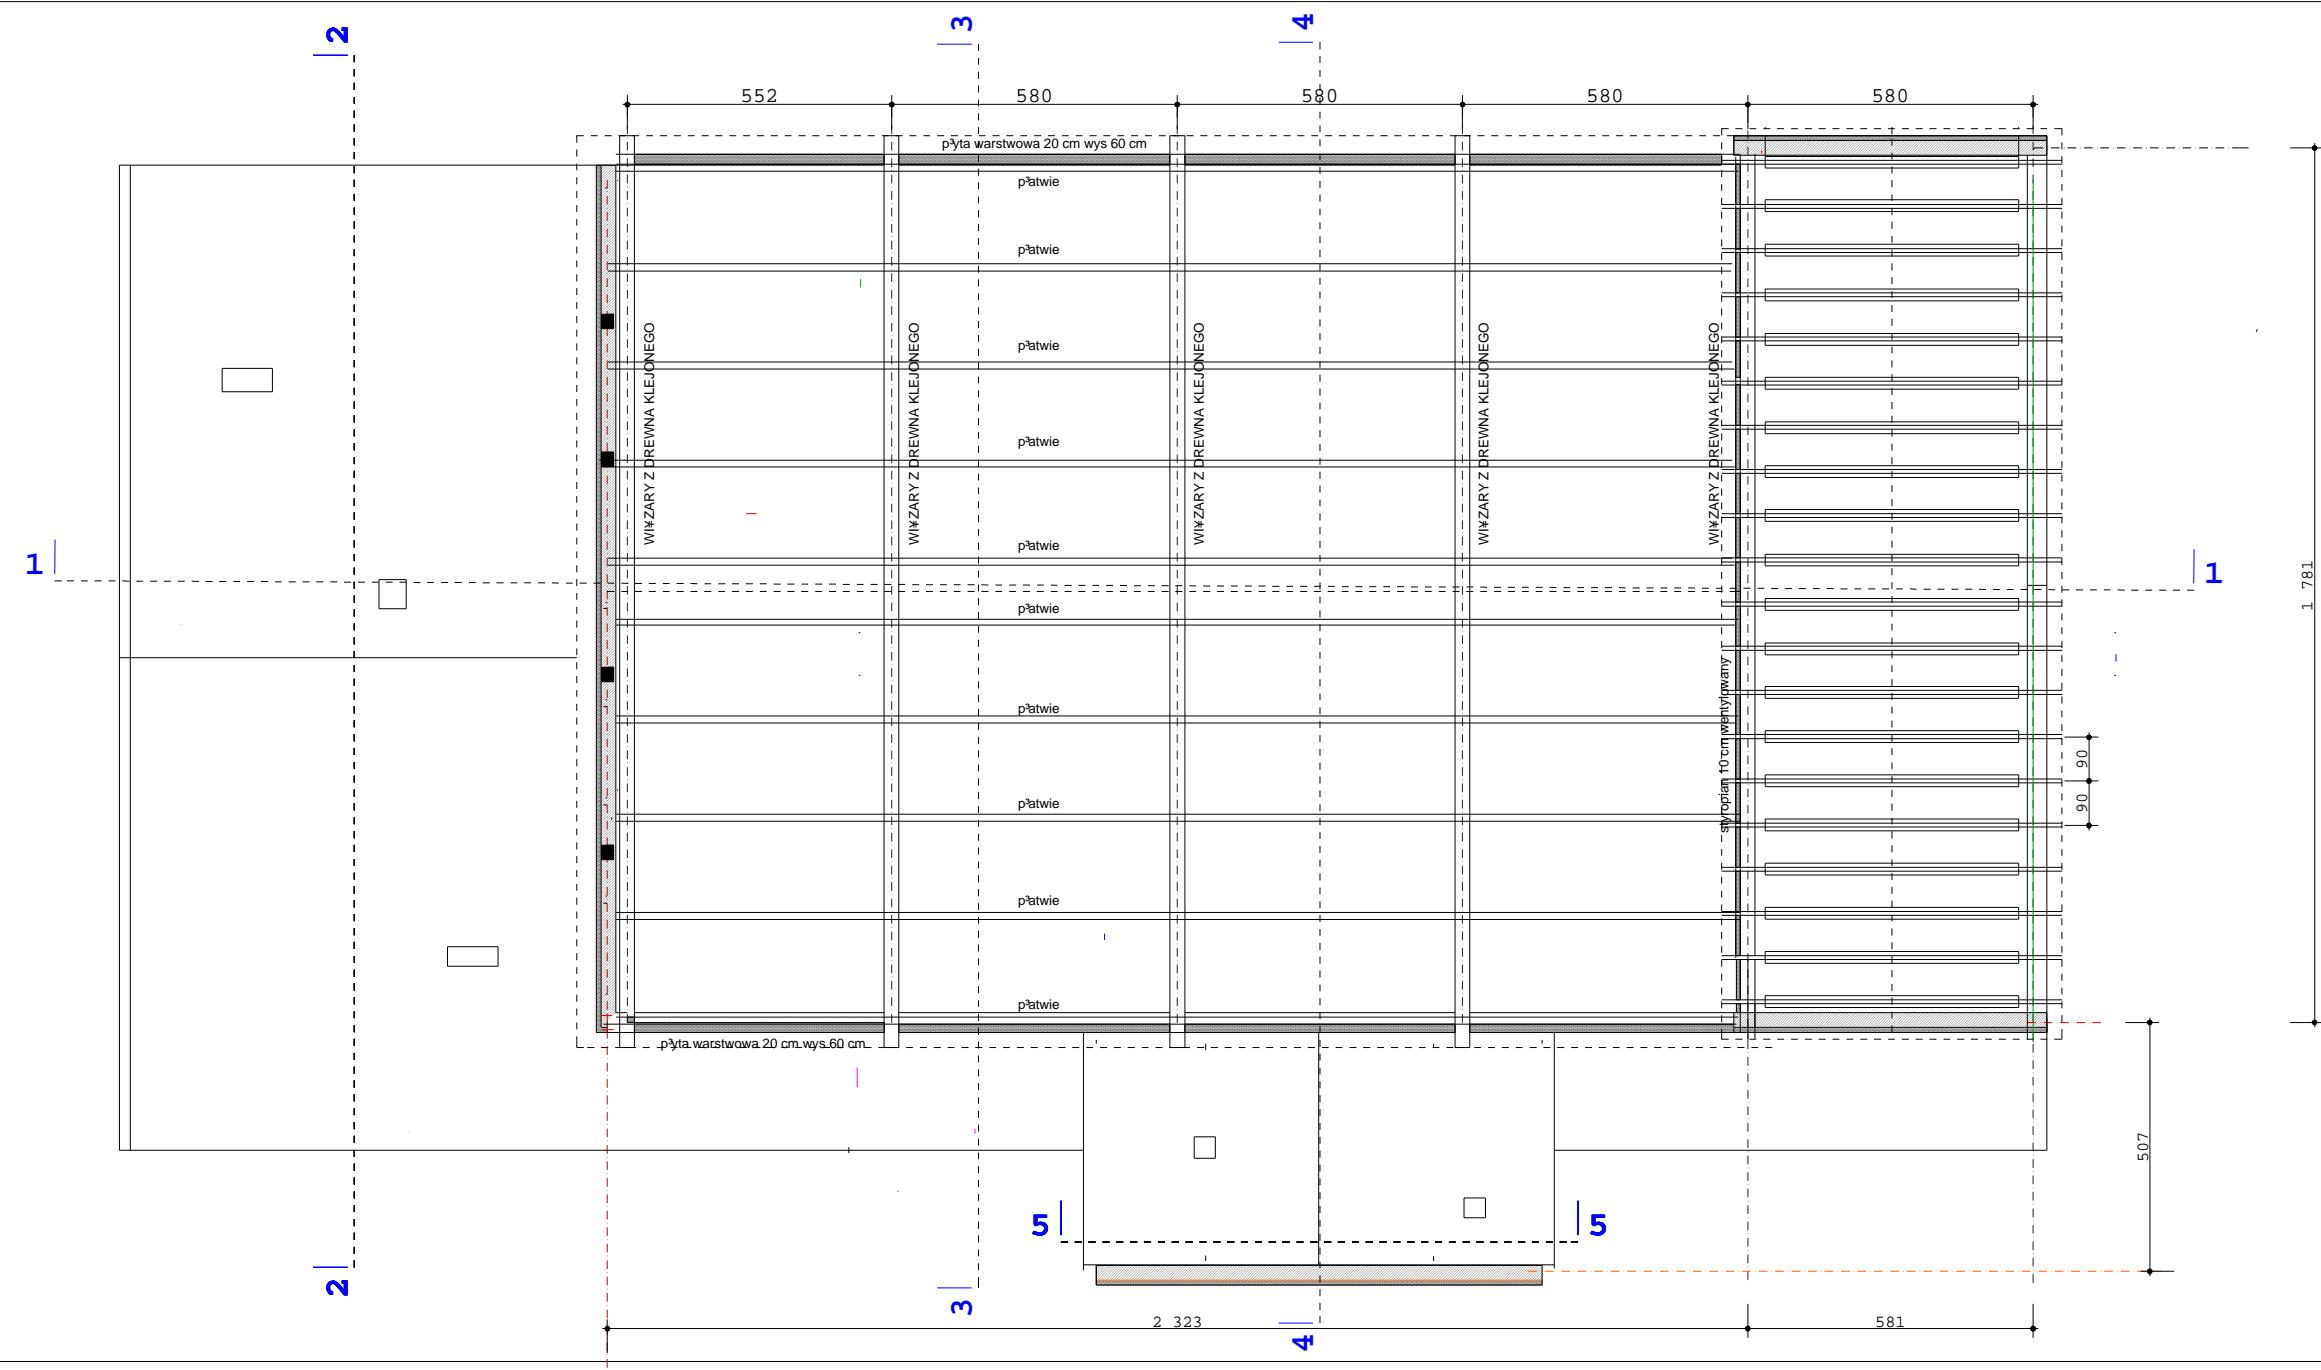 2
3
4
552
580
580
580
580
p³yta warstwowa 20 cm wys 60 cm
p³atwie
p³atwie
p³atwie
p³atwie
p³atwie
p³atwie
p³atwie
p³atwie
p³atwie
p³atwie
WI¥ZARY Z DREWNA KLEJONEGO
WI¥ZARY Z DREWNA KLEJONEGO
WI¥ZARY Z DREWNA KLEJONEGO
WI¥ZARY Z DREWNA KLEJONEGO
WI¥ZARY Z DREWNA KLEJONEGO
1
1
1 781
styropian 10 cm wentylowany
90
90
p³yta warstwowa 20 cm wys 60 cm
507
5
5
2
3
4
2 323
581